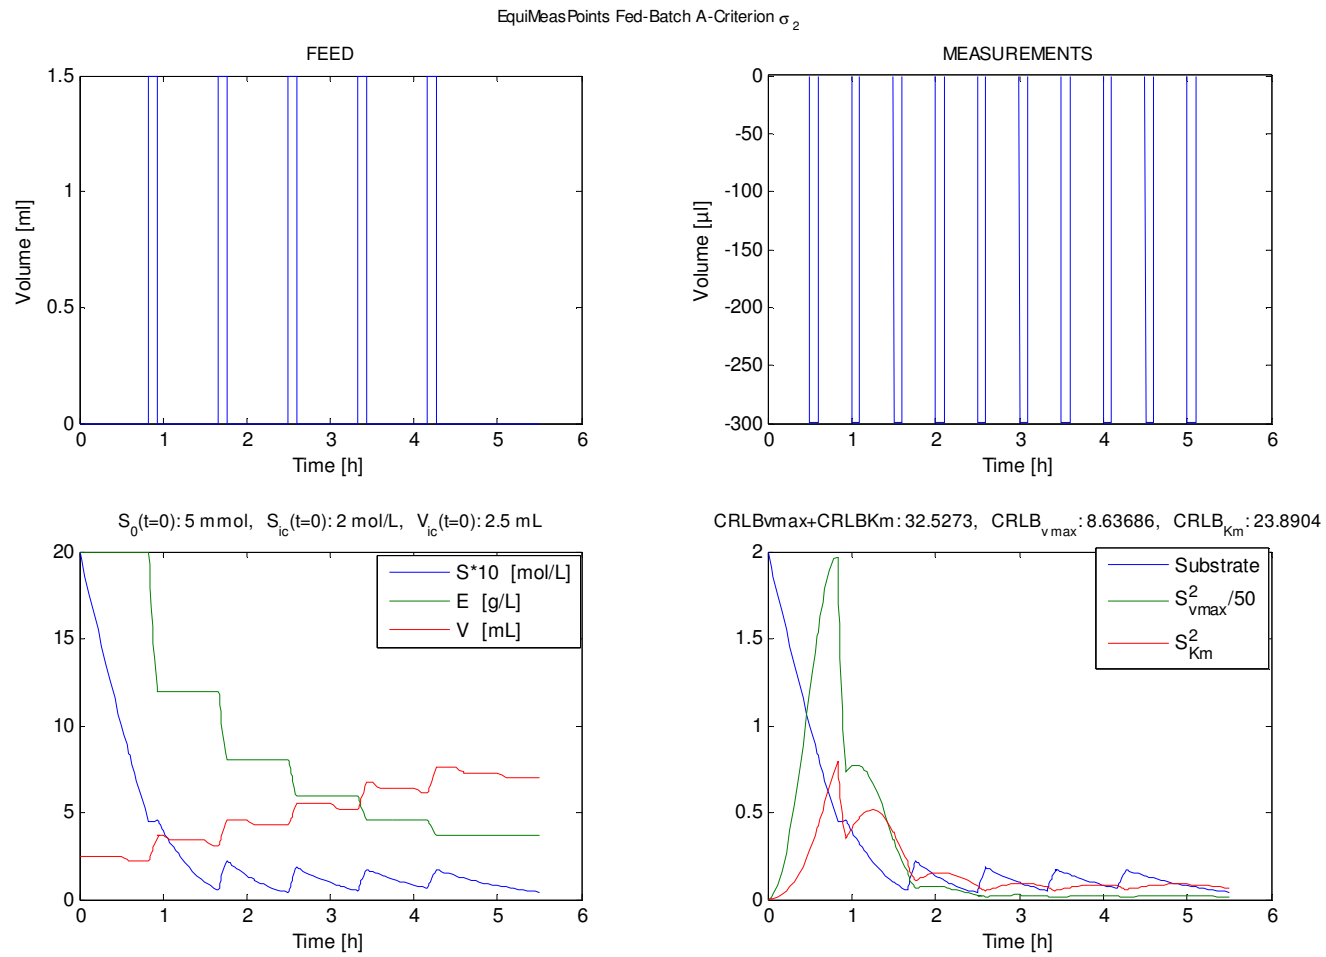 EquiMeasPoints Fed-Batch A-Criterion σ2
FEED
1.5
1
0.5
0
Volume [ml]
0 1 2 3 4 5 6
Time [h]
MEASUREMENTS
0
-50
-100
-150
-200
-250
-300
Volume [µl]
0 1 2 3 4 5 6
Time [h]
S0(t=0): 5 mmol, Sic(t=0): 2 mol/L, Vic(t=0): 2.5 mL
20
15
10
5
0
S*10 [mol/L]
E [g/L]
V [mL]
0 1 2 3 4 5 6
Time [h]
CRLBvmax+CRLBKm: 32.5273, CRLBvmax: 8.63686, CRLBKm: 23.8904
2
1.5
1
0.5
0
Substrate
S²vmax/50
S²Km
0 1 2 3 4 5 6
Time [h]